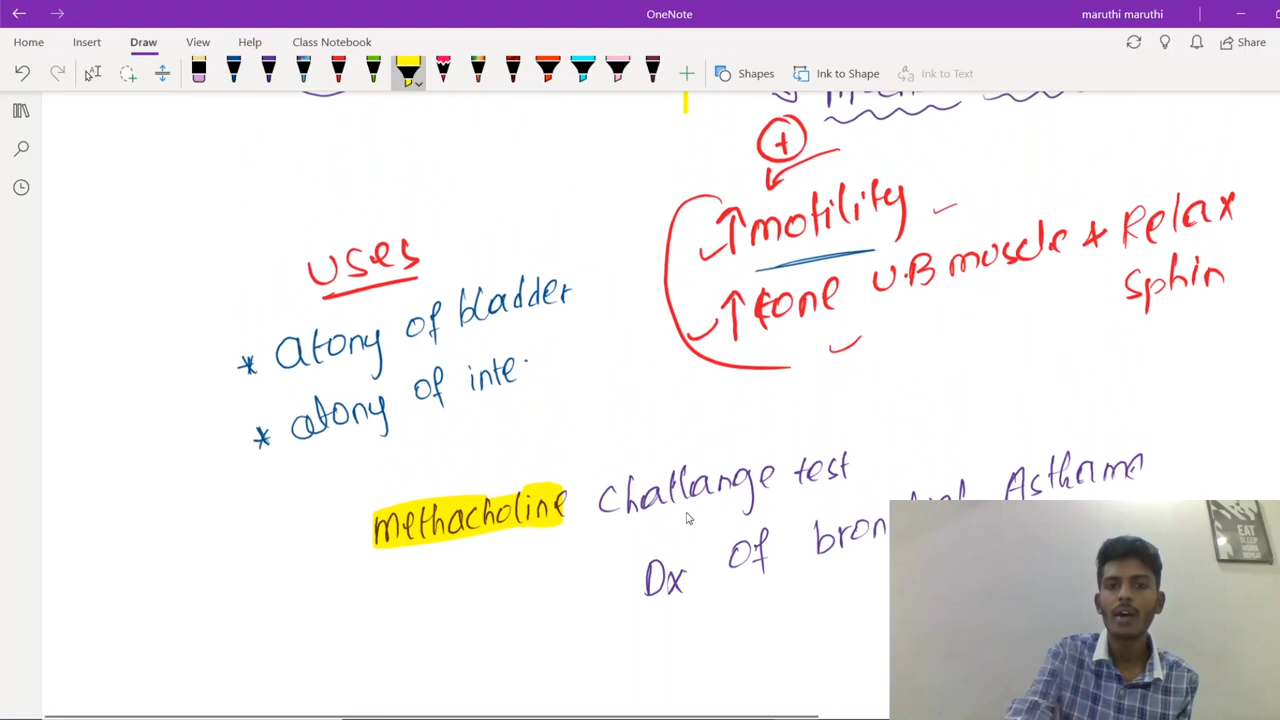 OneNote
maruthi maruthi
Home Insert Draw View Help Class Notebook
Share
Shapes Ink to Shape Ink to Text
+
↑ motility
↑ tone U.B muscle + Relax
Sphin
uses
* atony of bladder
* atony of inte
methacholine Challange test
Dx of bron Asthama
EAT
SLEEP
WORK
REPEAT